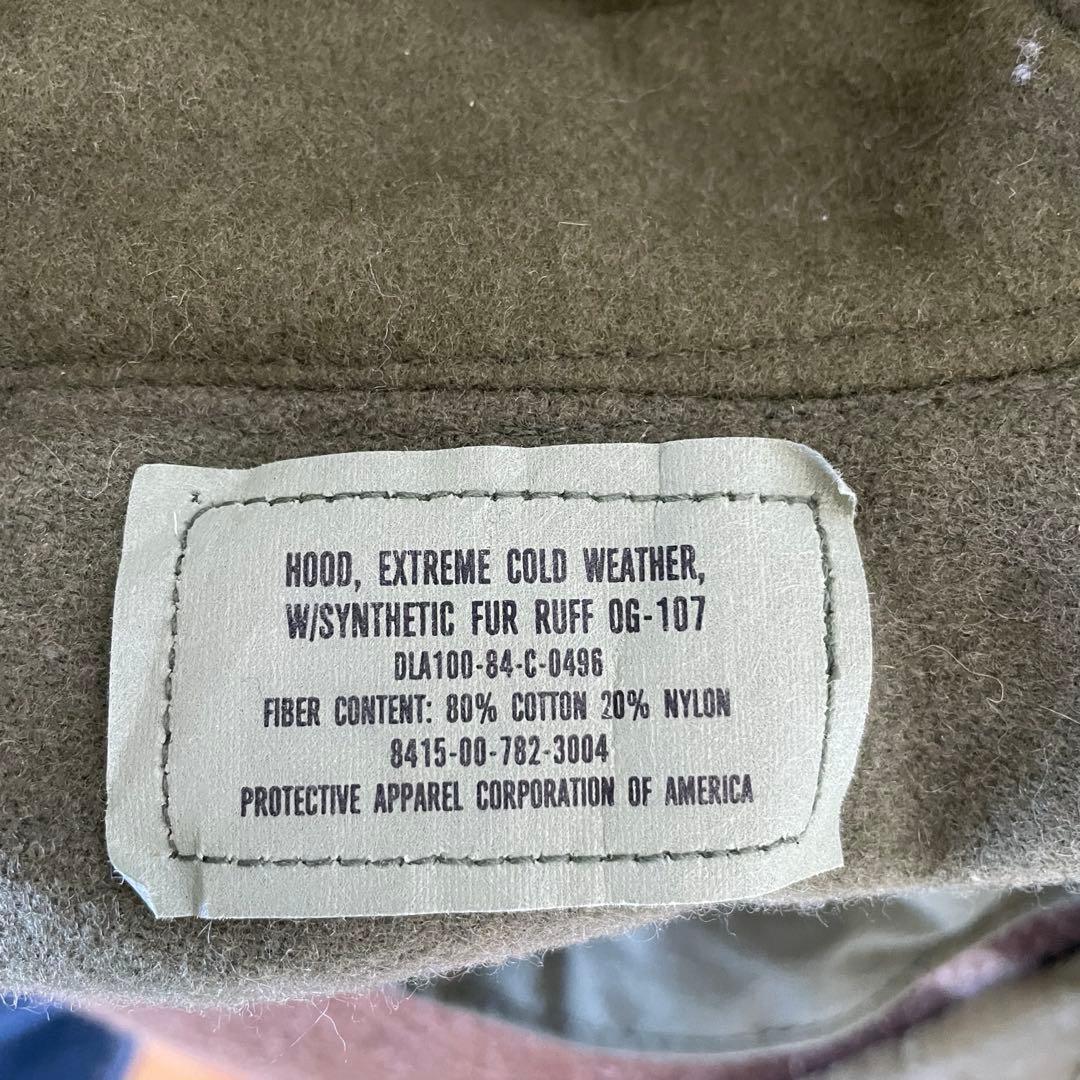 HOOD, EXTREME COLD WEATHER,
W/SYNTHETIC FUR RUFF OG-107
DLA100-84-C-0496
FIBER CONTENT: 80% COTTON 20% NYLON
8415-00-782-3004
PROTECTIVE APPAREL CORPORATION OF AMERICA